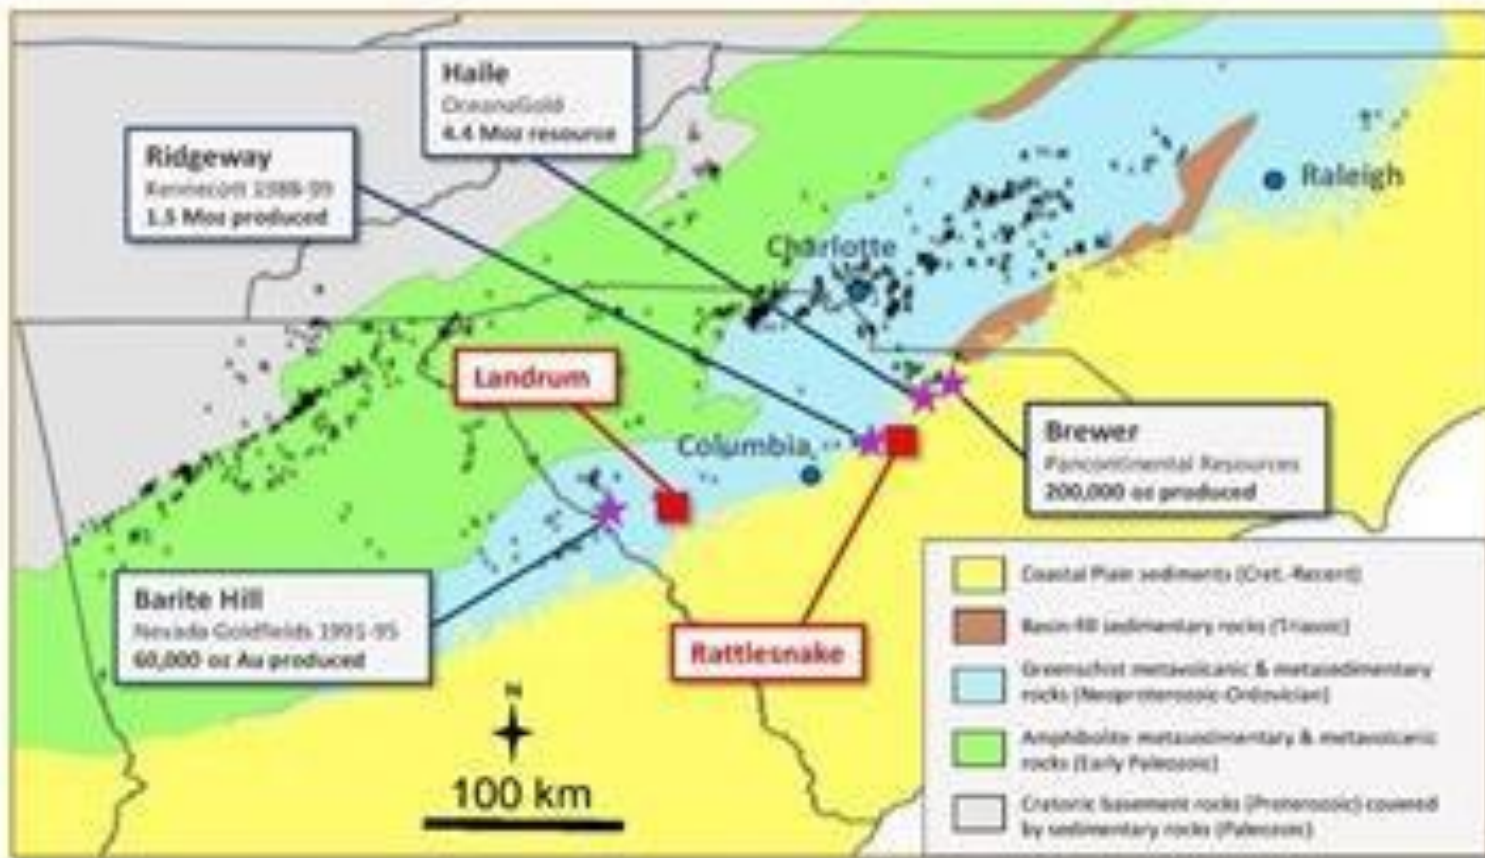 Haile
OceanaGold
4.4 Moz resource
Ridgeway
Kennecott 1988-99
1.5 Moz produced
Raleigh
Charlotte
Landrum
Columbia
Brewer
Pancontinental Resources
200,000 oz produced
Barite Hill
Nevada Goldfields 1991-95
60,000 oz Au produced
Rattlesnake
N
100 km
Coastal Plain sediments (Cret.-Recent)
Basin-fill sedimentary rocks (Triassic)
Greenschist metavolcanic & metasedimentary
rocks (Neoproterozoic-Ordovician)
Amphibolite metasedimentary & metavolcanic
rocks (Early Paleozoic)
Cratonic basement rocks (Proterozoic) covered
by sedimentary rocks (Paleozoic)